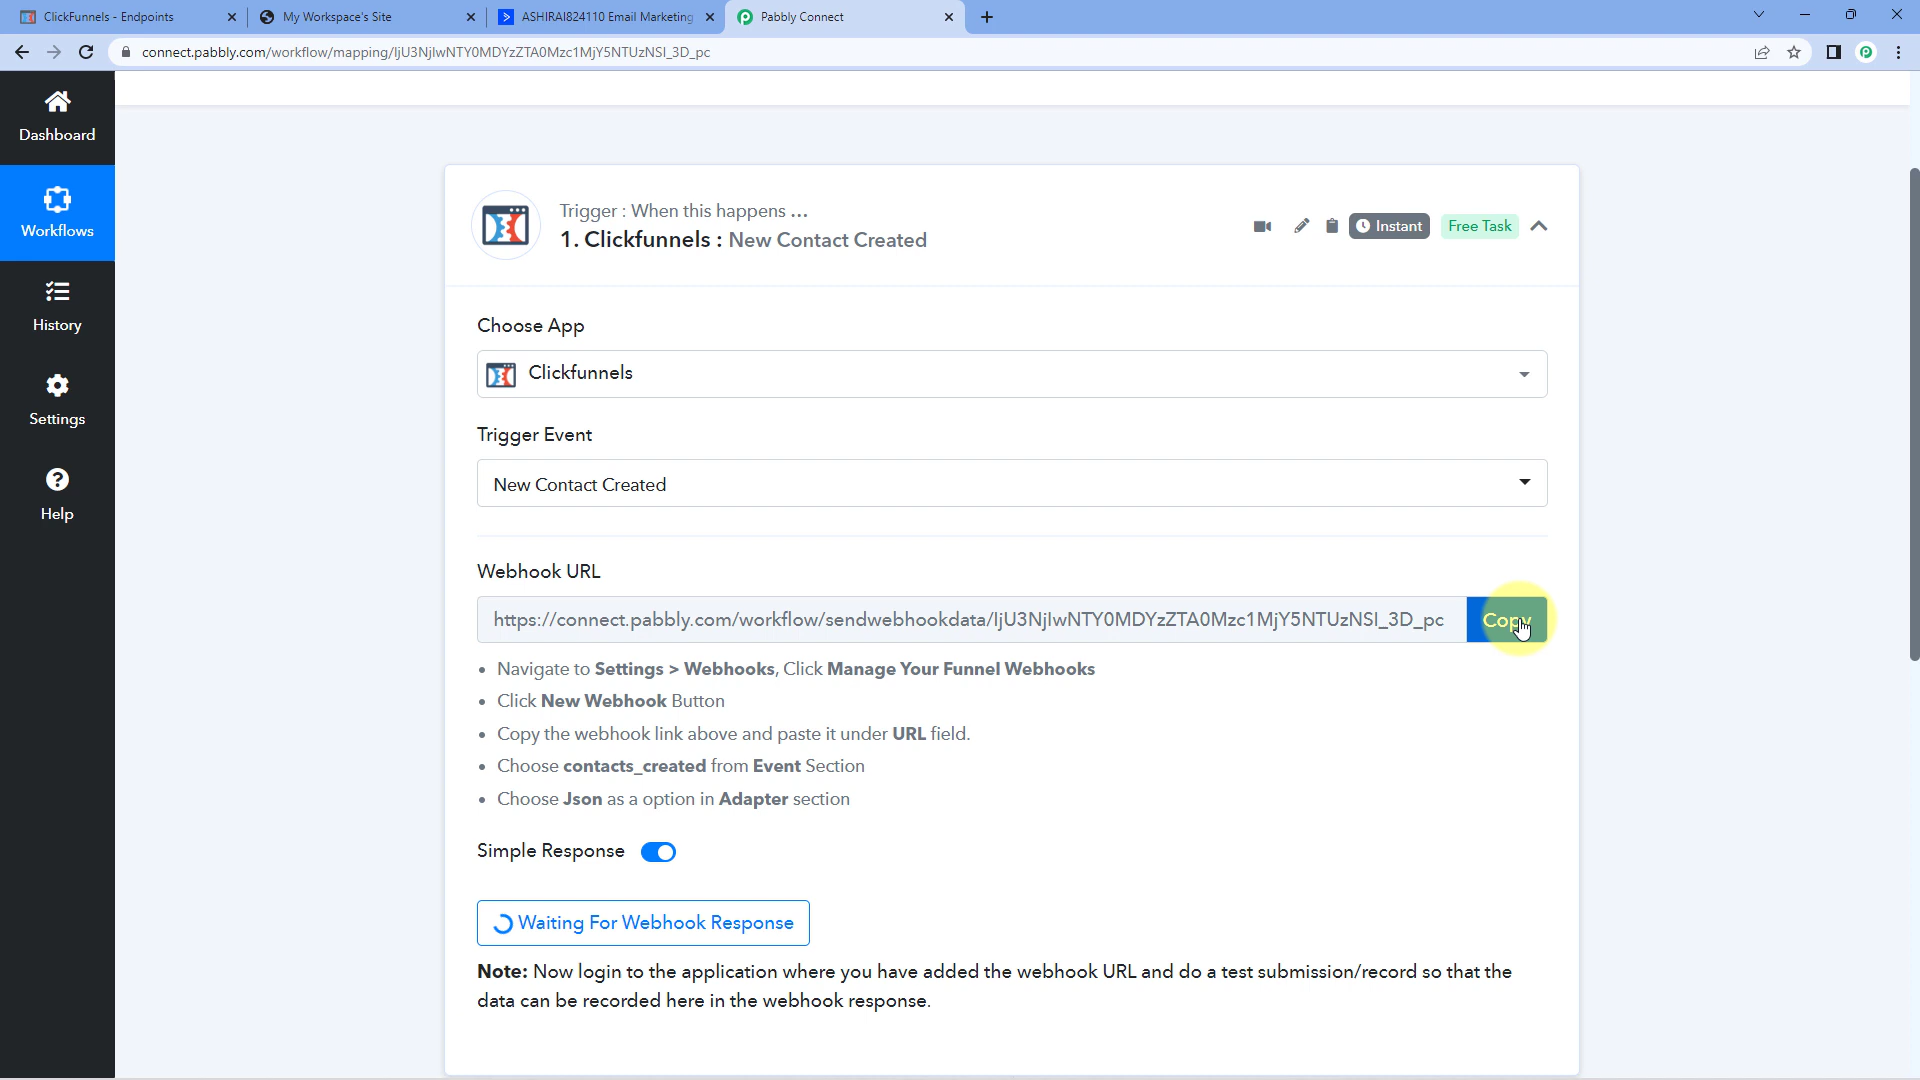 ClickFunnels - Endpoints
My Workspace's Site
ASHIRAI824110 Email Marketing
Pabbly Connect
connect.pabbly.com/workflow/mapping/IjU3NjIwNTY0MDYzZTA0Mzc1MjY5NTUzNSI_3D_pc
Dashboard
Workflows
History
Settings
Help
Trigger : When this happens ...
1. Clickfunnels : New Contact Created
Instant
Free Task
Choose App
Clickfunnels
Trigger Event
New Contact Created
Webhook URL
https://connect.pabbly.com/workflow/sendwebhookdata/IjU3NjIwNTY0MDYzZTA0Mzc1MjY5NTUzNSI_3D_pc
Copy
• Navigate to Settings > Webhooks, Click Manage Your Funnel Webhooks
• Click New Webhook Button
• Copy the webhook link above and paste it under URL field.
• Choose contacts_created from Event Section
• Choose Json as a option in Adapter section
Simple Response
Waiting For Webhook Response
Note: Now login to the application where you have added the webhook URL and do a test submission/record so that the
data can be recorded here in the webhook response.